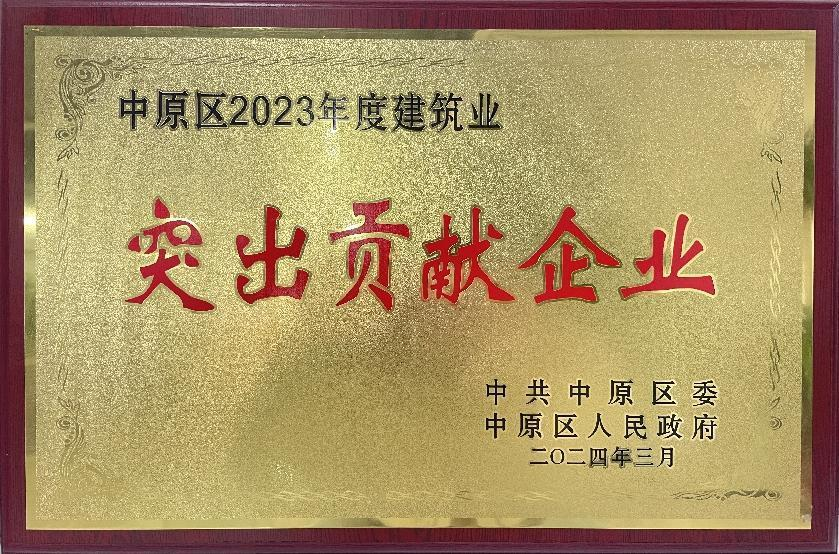 中原区2023年度建筑业
突出贡献企业
中共中原区委
中原区人民政府
二〇二四年三月